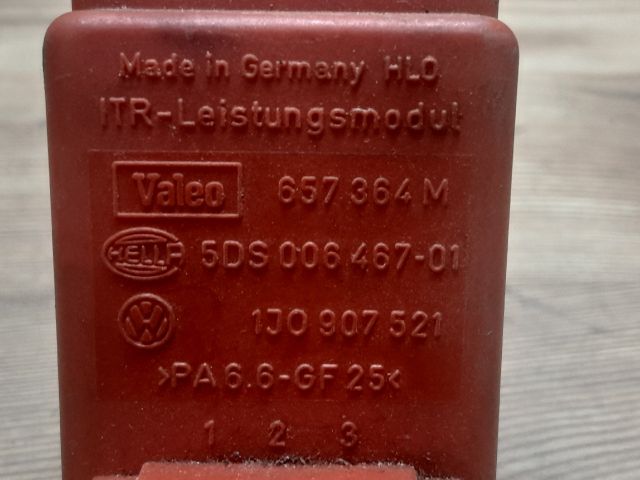 Made in Germany HLO
ITR-Leistungsmodul
Valeo 657 364 M
HELLA 5DS 006 467-01
VW 1J0 907 521
>PA 6.6-GF 25<
1 2 3